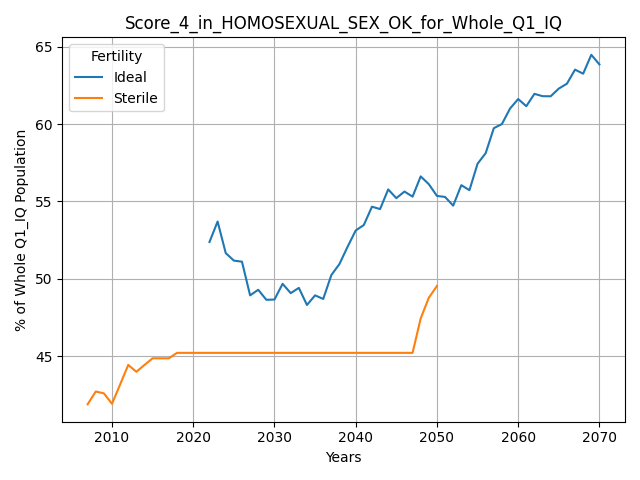 Score_4_in_HOMOSEXUAL_SEX_OK_for_Whole_Q1_IQ
65
60
55
50
45
Fertility
Ideal
Sterile
% of Whole Q1_IQ Population
2010 2020 2030 2040 2050 2060 2070
Years